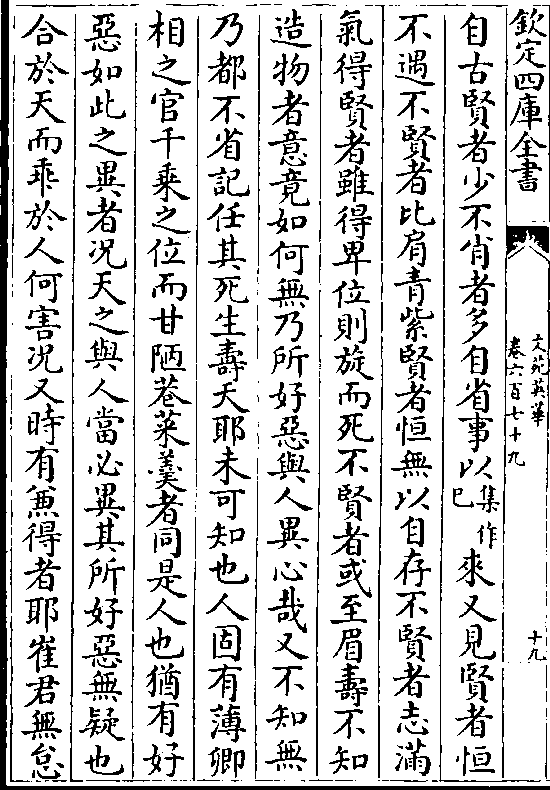 欽定四庫全書
文苑英華
卷六百七十九
十九
自古賢者少不肖者多自省事以集作已來又見賢者恒
不遇不賢者比肩青紫賢者恒無以自存不賢者志滿
氣得賢者雖得卑位則旋而死不賢者或至眉壽不知
造物者意竟如何無乃所好惡與人異心哉又不知無
乃都不省記任其死生壽夭耶未可知也人固有薄卿
相之官千乘之位而甘陋巷菜羹者同是人也猶有好
惡如此之異者况天之與人當必異其所好惡無疑也
合於天而乖於人何害况又時有兼得者耶崔君無怠